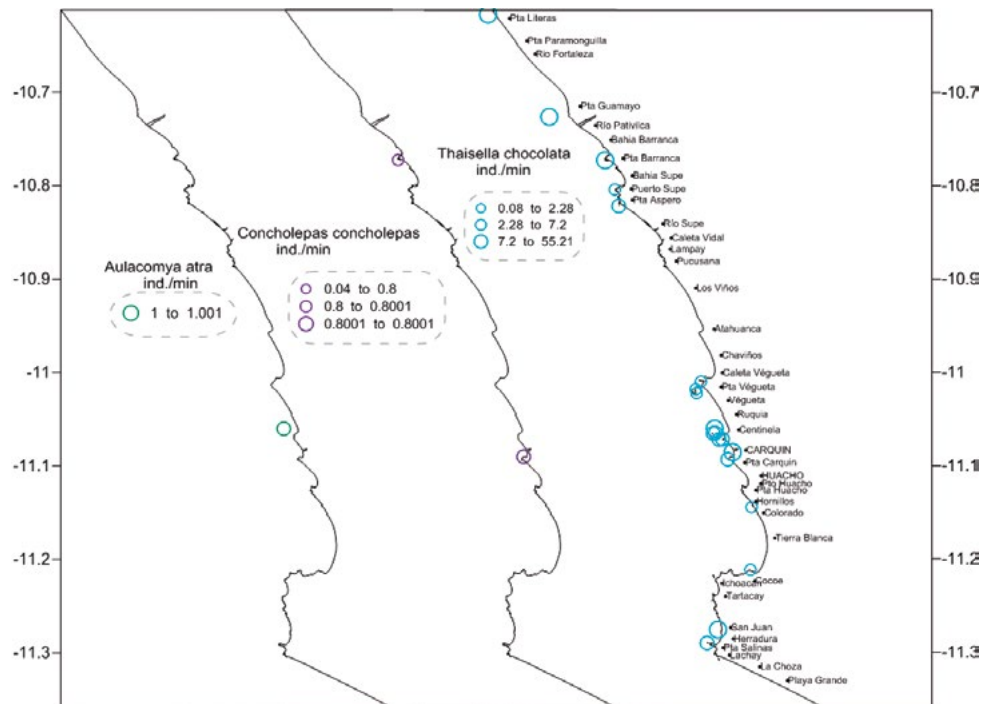 Pta Literas
Pta Paramonguilla
Río Fortaleza
-10.7
-10.7
Pta Guamayo
Río Pativilca
Bahia Barranca
Thaisella chocolata
ind./min
Pta Barranca
Bahia Supe
-10.8
-10.8
Puerto Supe
Pta Aspero
0.08 to 2.28
2.28 to 7.2
7.2 to 55.21
Río Supe
Concholepas concholepas
ind./min
Caleta Vidal
Lampay
Pucusana
Aulacomya atra
ind./min
-10.9
-10.9
0.04 to 0.8
0.8 to 0.8001
0.8001 to 0.8001
Los Viños
1 to 1.001
Atahuanca
Chaviños
-11
-11
Caleta Végueta
Pta Végueta
Végueta
Ruquia
Centinela
CARQUIN
-11.1
-11.1
Pta Carquin
HUACHO
Pto Huacho
Pta Huacho
Hornillos
Colorado
Tierra Blanca
-11.2
-11.2
Cocoe
Ichoacan
Tartacay
San Juan
Herradura
Pta Salinas
-11.3
-11.3
Lachay
La Choza
Playa Grande